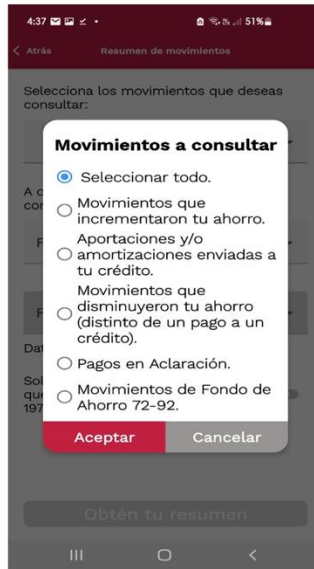 4:37
51%
Atrás
Resumen de movimientos
Selecciona los movimientos que deseas
consultar:
Movimientos a consultar
Seleccionar todo.
Movimientos que
incrementaron tu ahorro.
Aportaciones y/o
amortizaciones enviadas a
tu crédito.
Movimientos que
disminuyeron tu ahorro
(distinto de un pago a un
crédito).
Pagos en Aclaración.
Movimientos de Fondo de
Ahorro 72-92.
Aceptar
Cancelar
Obtén tu resumen